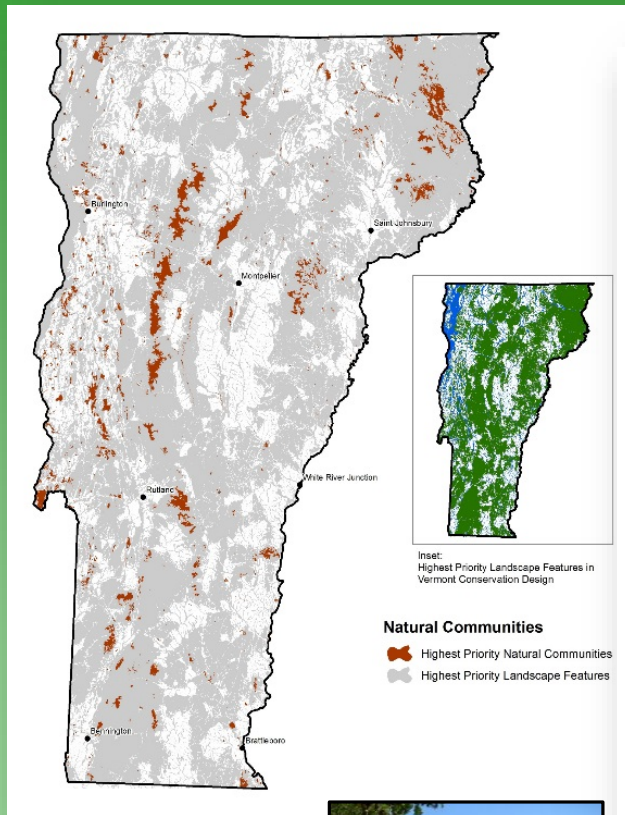 Burlington
Saint Johnsbury
Montpelier
White River Junction
Rutland
Inset:
Highest Priority Landscape Features in
Vermont Conservation Design
Natural Communities
Highest Priority Natural Communities
Highest Priority Landscape Features
Bennington
Brattleboro